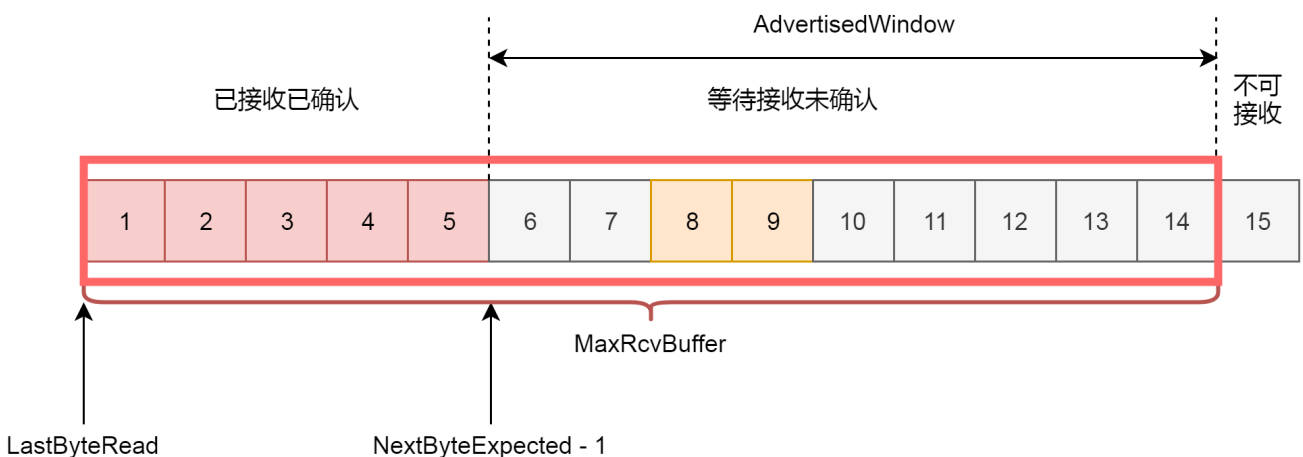 AdvertisedWindow
已接收已确认
等待接收未确认
不可
接收
1 2 3 4 5 6 7 8 9 10 11 12 13 14 15
MaxRcvBuffer
LastByteRead
NextByteExpected - 1